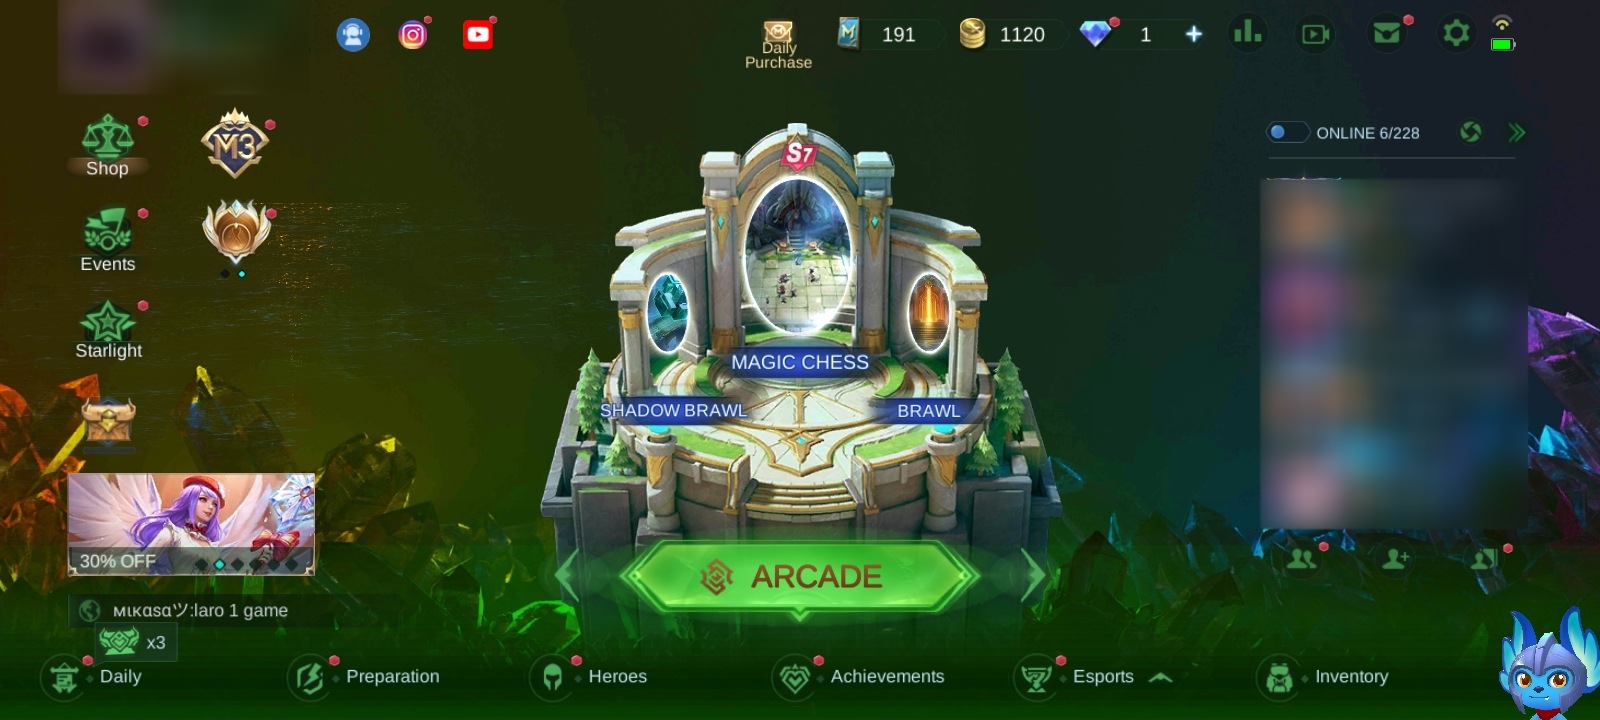 Daily
Purchase
191
1120
1
Shop
M3
ONLINE 6/228
S7
Events
Starlight
MAGIC CHESS
SHADOW BRAWL
BRAWL
30% OFF
ARCADE
мιкαsαツ:laro 1 game
x3
Daily
Preparation
Heroes
Achievements
Esports
Inventory